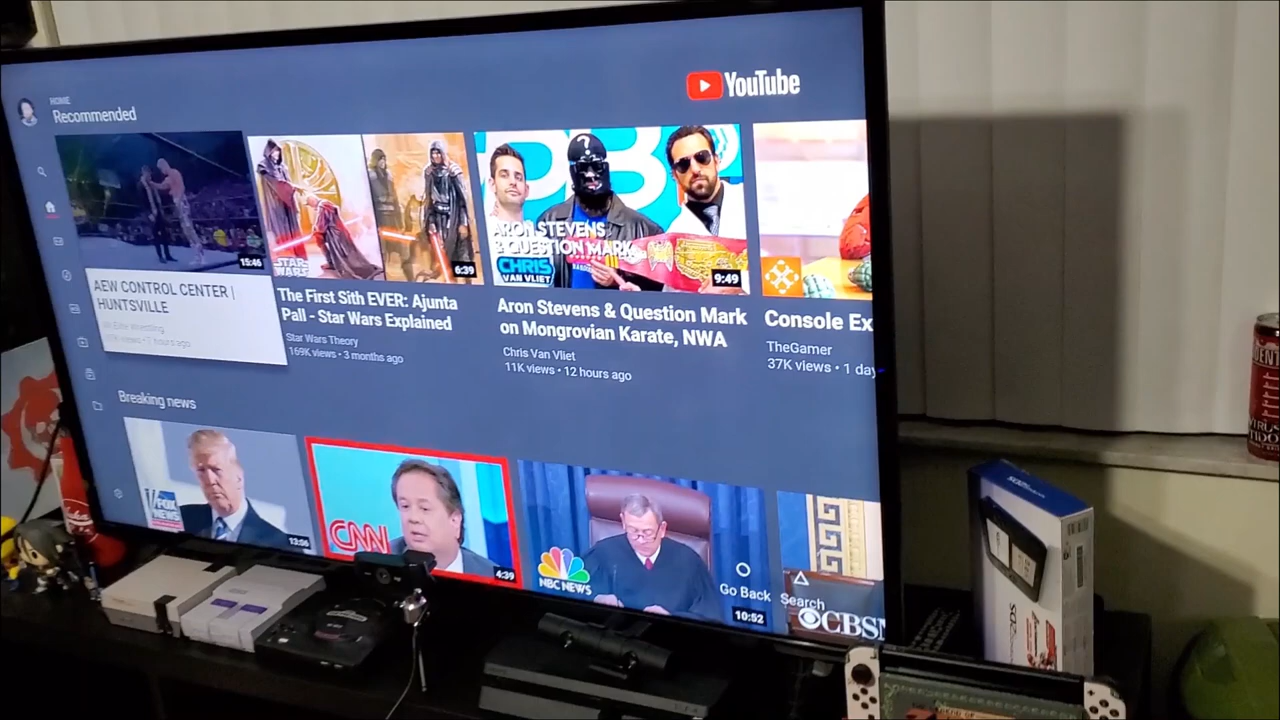 YouTube
HOME
Recommended
15:46
AEW CONTROL CENTER |
HUNTSVILLE
STAR
WARS
6:39
The First Sith EVER: Ajunta
Pall - Star Wars Explained
Star Wars Theory
169K views • 3 months ago
?
ARON STEVENS
& QUESTION MARK
CHRIS
VAN VLIET
9:49
Aron Stevens & Question Mark
on Mongrovian Karate, NWA
Chris Van Vliet
11K views • 12 hours ago
Console Ex
TheGamer
37K views • 1 day
Breaking news
FOX
NEWS
13:06
CNN
4:39
NBC NEWS
Go Back
10:52
Search
CBSN